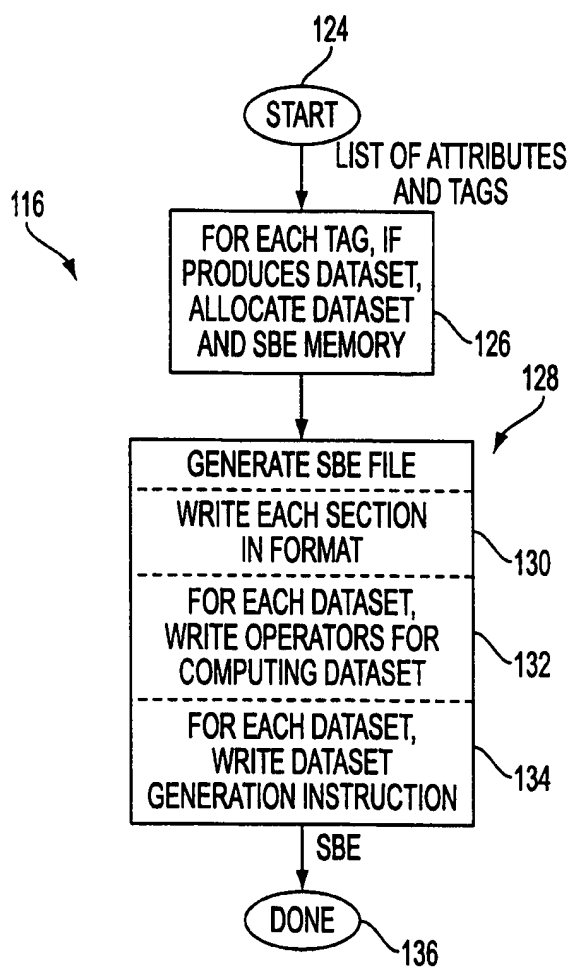 124
START
LIST OF ATTRIBUTES
AND TAGS
116
FOR EACH TAG, IF
PRODUCES DATASET,
ALLOCATE DATASET
AND SBE MEMORY
126
128
GENERATE SBE FILE
WRITE EACH SECTION
IN FORMAT
130
FOR EACH DATASET,
WRITE OPERATORS FOR
COMPUTING DATASET
132
FOR EACH DATASET,
WRITE DATASET
GENERATION INSTRUCTION
134
SBE
DONE
136